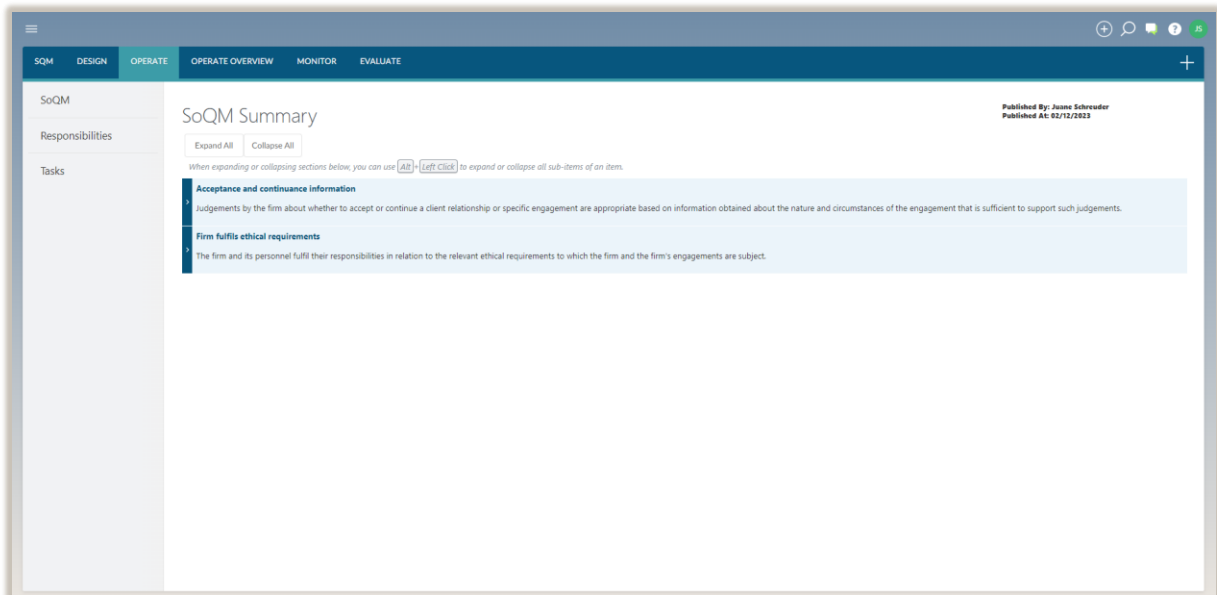 JS
SQM DESIGN OPERATE OPERATE OVERVIEW MONITOR EVALUATE
SoQM
Responsibilities
Tasks
SoQM Summary
Published By: Juane Schreuder
Published At: 02/12/2023
Expand All Collapse All
When expanding or collapsing sections below, you can use Alt + Left Click to expand or collapse all sub-items of an item.
Acceptance and continuance information
Judgements by the firm about whether to accept or continue a client relationship or specific engagement are appropriate based on information obtained about the nature and circumstances of the engagement that is sufficient to support such judgements.
Firm fulfils ethical requirements
The firm and its personnel fulfil their responsibilities in relation to the relevant ethical requirements to which the firm and the firm's engagements are subject.